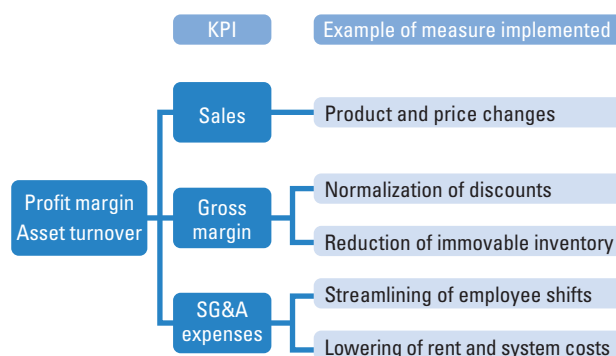 KPI
Example of measure implemented
Sales
Product and price changes
Profit margin
Asset turnover
Gross
margin
Normalization of discounts
Reduction of immovable inventory
SG&A
expenses
Streamlining of employee shifts
Lowering of rent and system costs